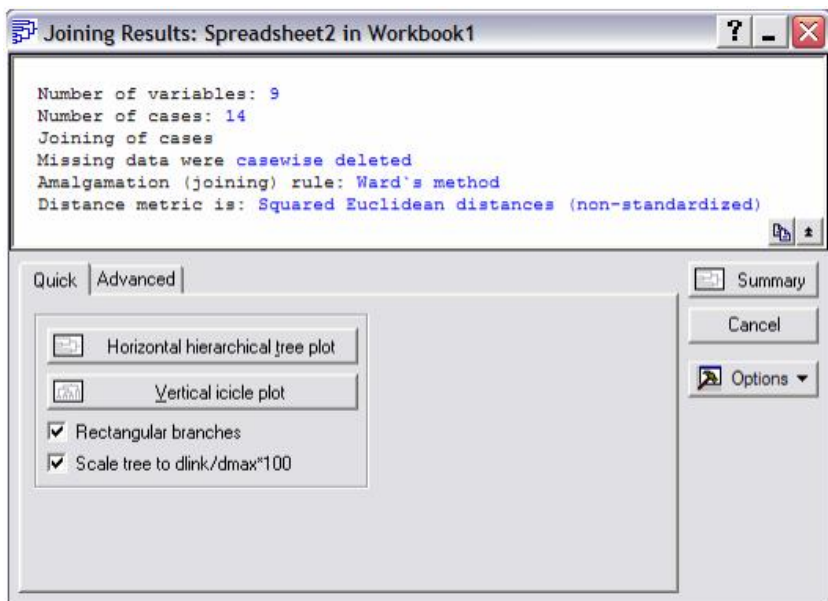 Joining Results: Spreadsheet2 in Workbook1
Number of variables: 9
Number of cases: 14
Joining of cases
Missing data were casewise deleted
Amalgamation (joining) rule: Ward`s method
Distance metric is: Squared Euclidean distances (non-standardized)
Quick Advanced
Summary
Horizontal hierarchical tree plot
Cancel
Vertical icicle plot
Options
Rectangular branches
Scale tree to dlink/dmax*100